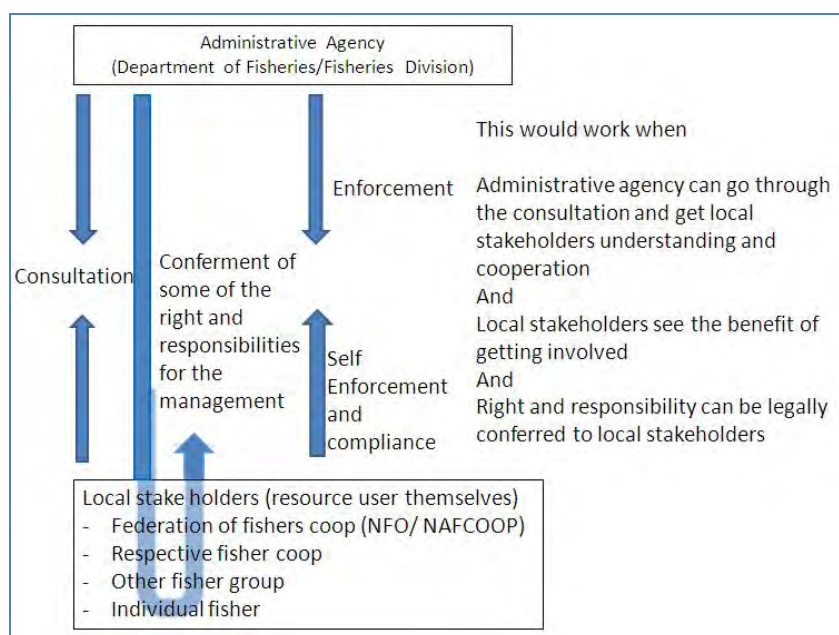 Administrative Agency
(Department of Fisheries/Fisheries Division)
This would work when
Enforcement
Administrative agency can go through
the consultation and get local
stakeholders understanding and
cooperation
And
Local stakeholders see the benefit of
getting involved
And
Right and responsibility can be legally
conferred to local stakeholders
Consultation
Conferment of
some of the
right and
responsibilities
for the
management
Self
Enforcement
and
compliance
Local stake holders (resource user themselves)
- Federation of fishers coop (NFO/ NAFCOOP)
- Respective fisher coop
- Other fisher group
- Individual fisher